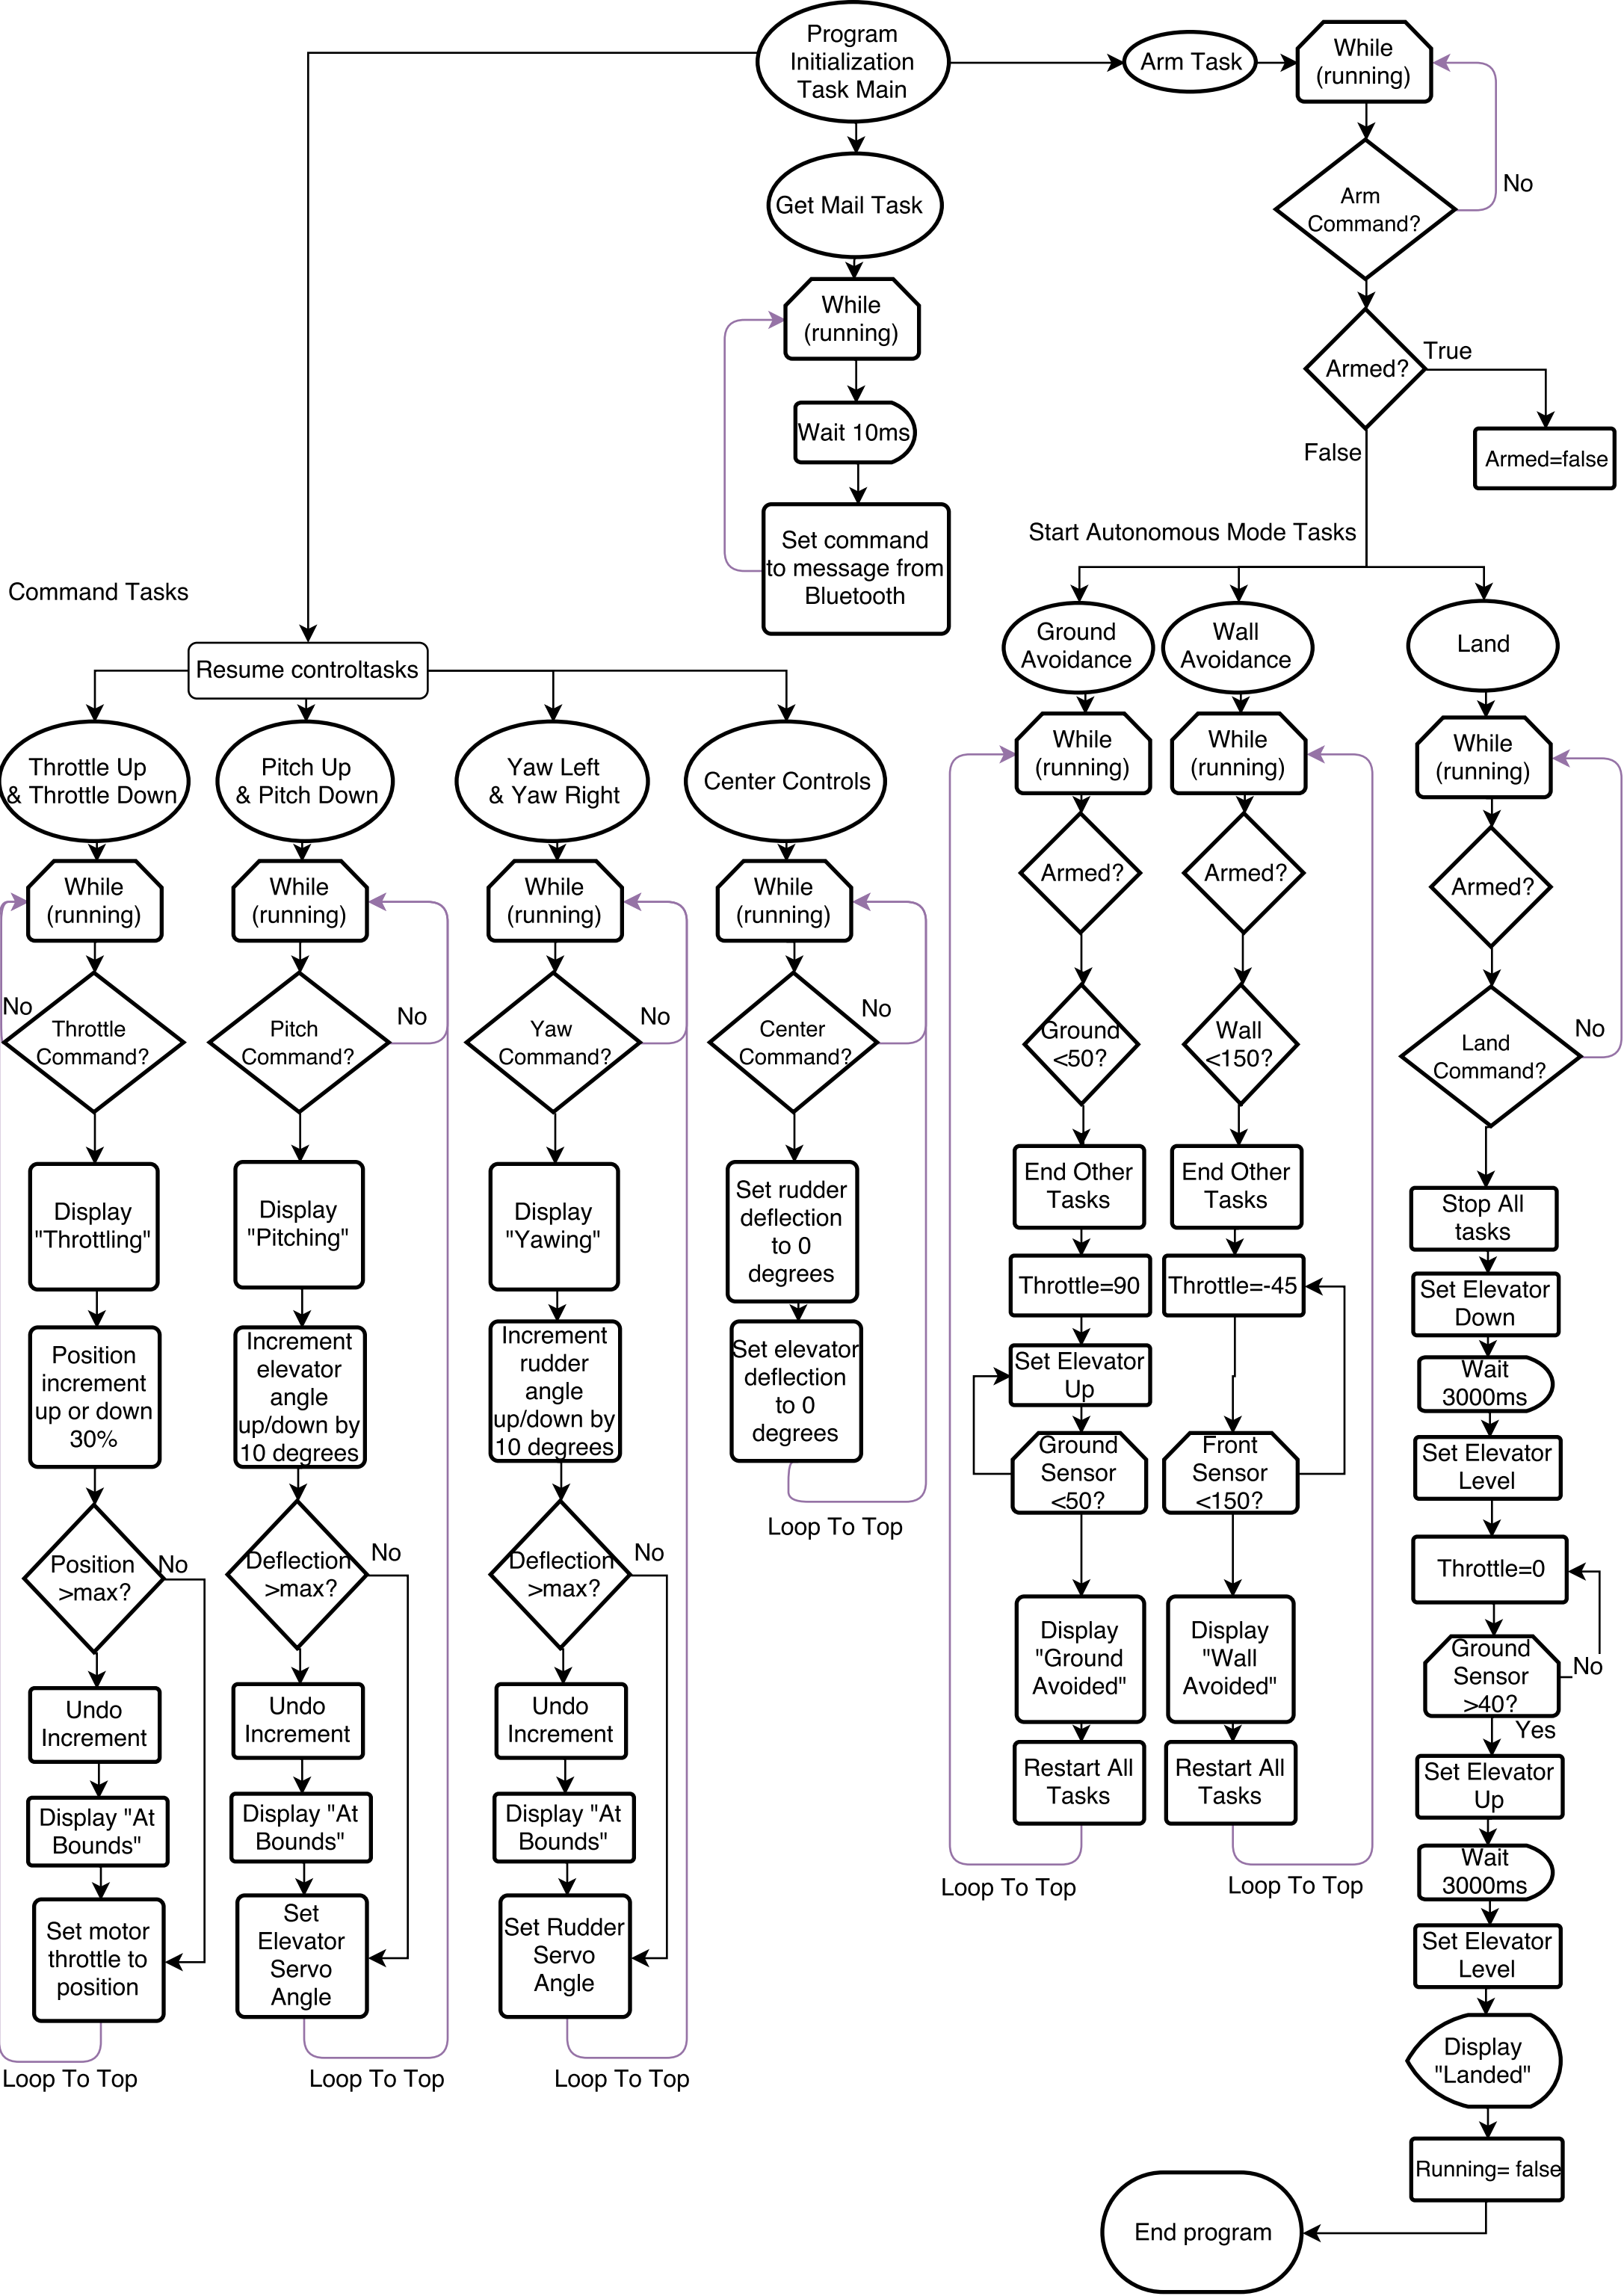 Program
Initialization
Task Main
Arm Task
While
(running)
Arm
Command?
No
Armed?
True
Armed=false
False
Start Autonomous Mode Tasks
Get Mail Task
While
(running)
Wait 10ms
Set command
to message from
Bluetooth
Command Tasks
Resume controltasks
Throttle Up
& Throttle Down
While
(running)
No
Throttle
Command?
Display
"Throttling"
Position
increment
up or down
30%
Position
>max?
No
Undo
Increment
Display "At
Bounds"
Set motor
throttle to
position
Loop To Top
Pitch Up
& Pitch Down
While
(running)
Pitch
Command?
No
Display
"Pitching"
Increment
elevator
angle
up/down by
10 degrees
Deflection
>max?
No
Undo
Increment
Display "At
Bounds"
Set
Elevator
Servo
Angle
Loop To Top
Yaw Left
& Yaw Right
While
(running)
Yaw
Command?
No
Display
"Yawing"
Increment
rudder
angle
up/down by
10 degrees
Deflection
>max?
No
Undo
Increment
Display "At
Bounds"
Set Rudder
Servo
Angle
Loop To Top
Center Controls
While
(running)
Center
Command?
No
Set rudder
deflection
to 0
degrees
Set elevator
deflection
to 0
degrees
Loop To Top
Ground
Avoidance
While
(running)
Armed?
Ground
<50?
End Other
Tasks
Throttle=90
Set Elevator
Up
Ground
Sensor
<50?
Display
"Ground
Avoided"
Restart All
Tasks
Loop To Top
Wall
Avoidance
While
(running)
Armed?
Wall
<150?
End Other
Tasks
Throttle=-45
Front
Sensor
<150?
Display
"Wall
Avoided"
Restart All
Tasks
Loop To Top
Land
While
(running)
Armed?
Land
Command?
No
Stop All
tasks
Set Elevator
Down
Wait
3000ms
Set Elevator
Level
Throttle=0
Ground
Sensor
>40?
No
Yes
Set Elevator
Up
Wait
3000ms
Set Elevator
Level
Display
"Landed"
Running= false
End program